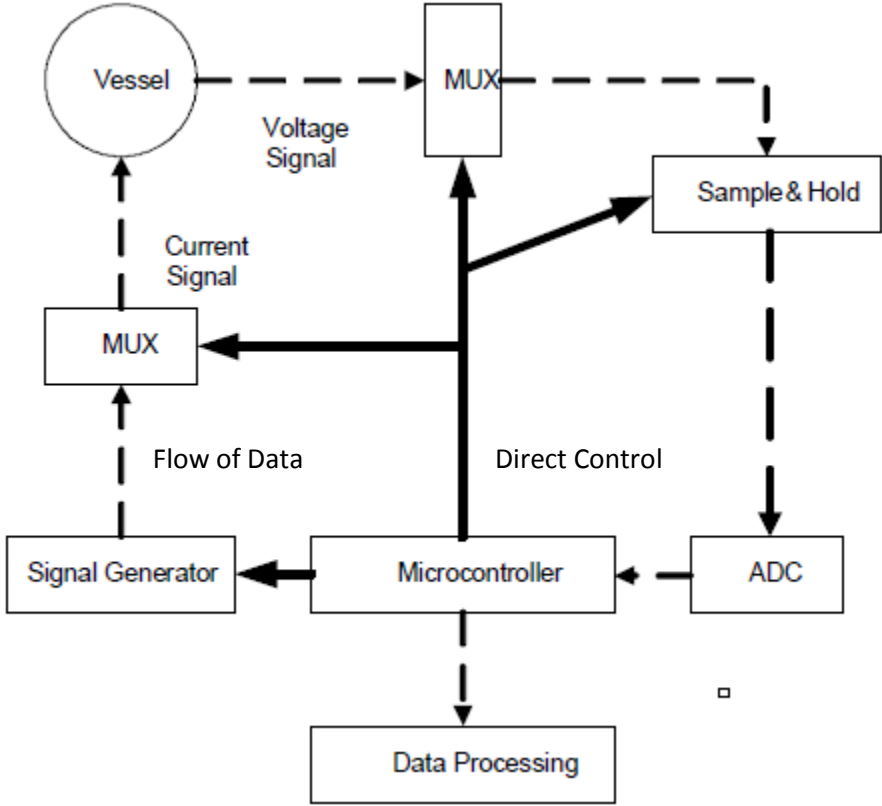 Vessel
MUX
Voltage
Signal
Sample & Hold
Current
Signal
MUX
Flow of Data
Direct Control
Signal Generator
Microcontroller
ADC
Data Processing